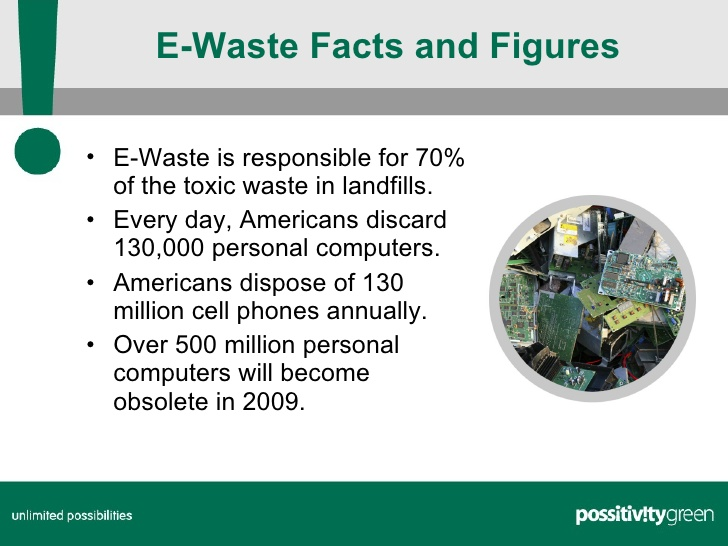 E-Waste Facts and Figures
• E-Waste is responsible for 70%
of the toxic waste in landfills.
• Every day, Americans discard
130,000 personal computers.
• Americans dispose of 130
million cell phones annually.
• Over 500 million personal
computers will become
obsolete in 2009.
unlimited possibilities
possitiv!tygreen